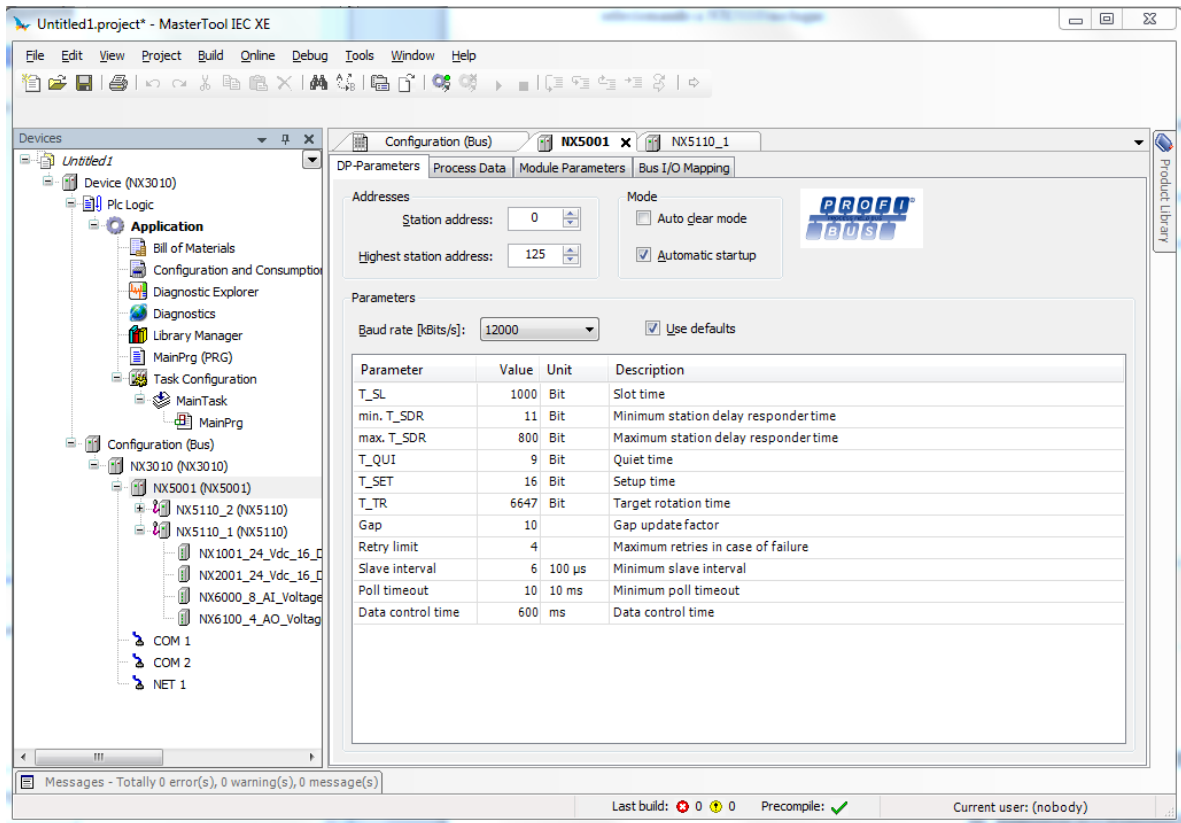 Untitled1.project* - MasterTool IEC XE
File Edit View Project Build Online Debug Tools Window Help
Devices
Untitled1
Device (NX3010)
Plc Logic
Application
Bill of Materials
Configuration and Consumption
Diagnostic Explorer
Diagnostics
Library Manager
MainPrg (PRG)
Task Configuration
MainTask
MainPrg
Configuration (Bus)
NX3010 (NX3010)
NX5001 (NX5001)
NX5110_2 (NX5110)
NX5110_1 (NX5110)
NX1001_24_Vdc_16_D
NX2001_24_Vdc_16_D
NX6000_8_AI_Voltage
NX6100_4_AO_Voltag
COM 1
COM 2
NET 1
Configuration (Bus) NX5001 NX5110_1
DP-Parameters Process Data Module Parameters Bus I/O Mapping
Addresses
Station address: 0
Highest station address: 125
Mode
Auto clear mode
Automatic startup
PROFI
PROCESS FIELD BUS
BUS
Parameters
Baud rate [kBits/s]: 12000 Use defaults
Parameter Value Unit Description
T_SL 1000 Bit Slot time
min. T_SDR 11 Bit Minimum station delay responder time
max. T_SDR 800 Bit Maximum station delay responder time
T_QUI 9 Bit Quiet time
T_SET 16 Bit Setup time
T_TR 6647 Bit Target rotation time
Gap 10 Gap update factor
Retry limit 4 Maximum retries in case of failure
Slave interval 6 100 µs Minimum slave interval
Poll timeout 10 10 ms Minimum poll timeout
Data control time 600 ms Data control time
Product Library
Messages - Totally 0 error(s), 0 warning(s), 0 message(s)
Last build: 0 0 Precompile: Current user: (nobody)